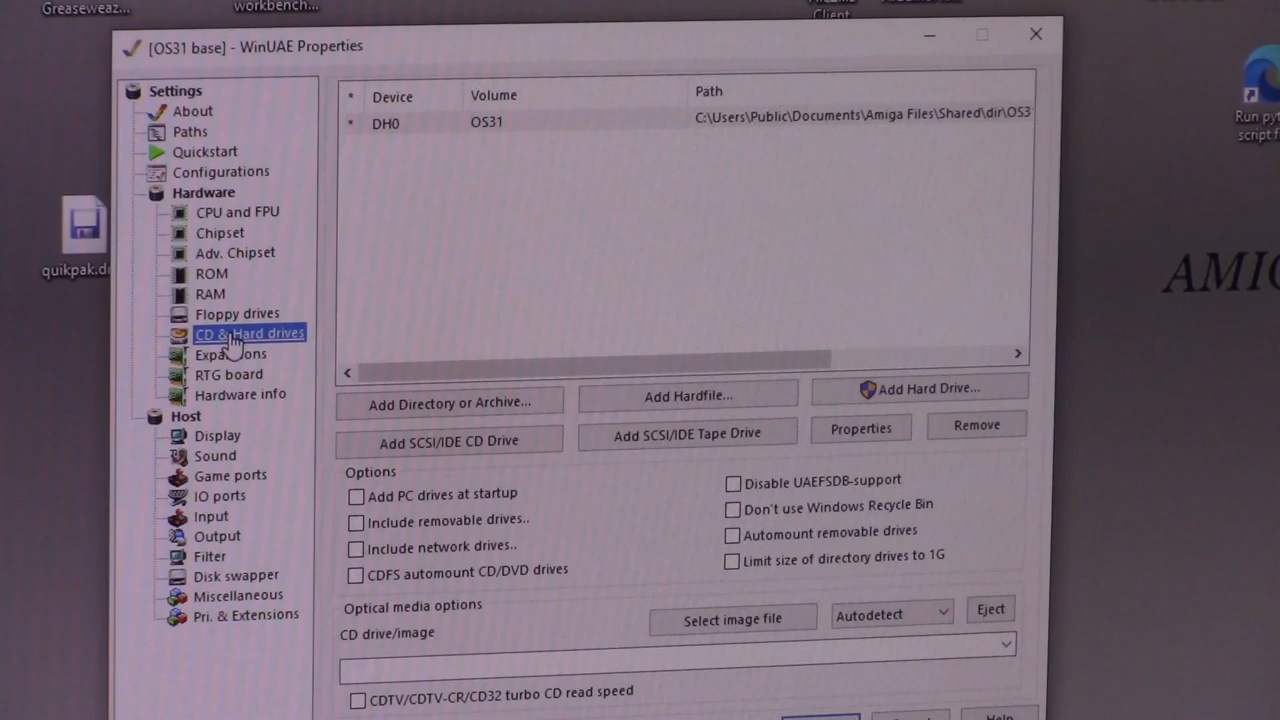 Greaseweaz...
workbench...
Client
[OS31 base] - WinUAE Properties
Settings
About
Paths
Quickstart
Configurations
Hardware
CPU and FPU
Chipset
Adv. Chipset
ROM
RAM
Floppy drives
CD & Hard drives
Expansions
RTG board
Hardware info
Host
Display
Sound
Game ports
IO ports
Input
Output
Filter
Disk swapper
Miscellaneous
Pri. & Extensions
* Device Volume Path
* DH0 OS31 C:\Users\Public\Documents\Amiga Files\Shared\dir\OS3
Add Directory or Archive... Add Hardfile... Add Hard Drive...
Add SCSI/IDE CD Drive Add SCSI/IDE Tape Drive Properties Remove
Options
Add PC drives at startup
Include removable drives..
Include network drives..
CDFS automount CD/DVD drives
Disable UAEFSDB-support
Don't use Windows Recycle Bin
Automount removable drives
Limit size of directory drives to 1G
Optical media options
CD drive/image
Select image file Autodetect Eject
CDTV/CDTV-CR/CD32 turbo CD read speed
Help
quikpak.d
Run py
script f
AMIG